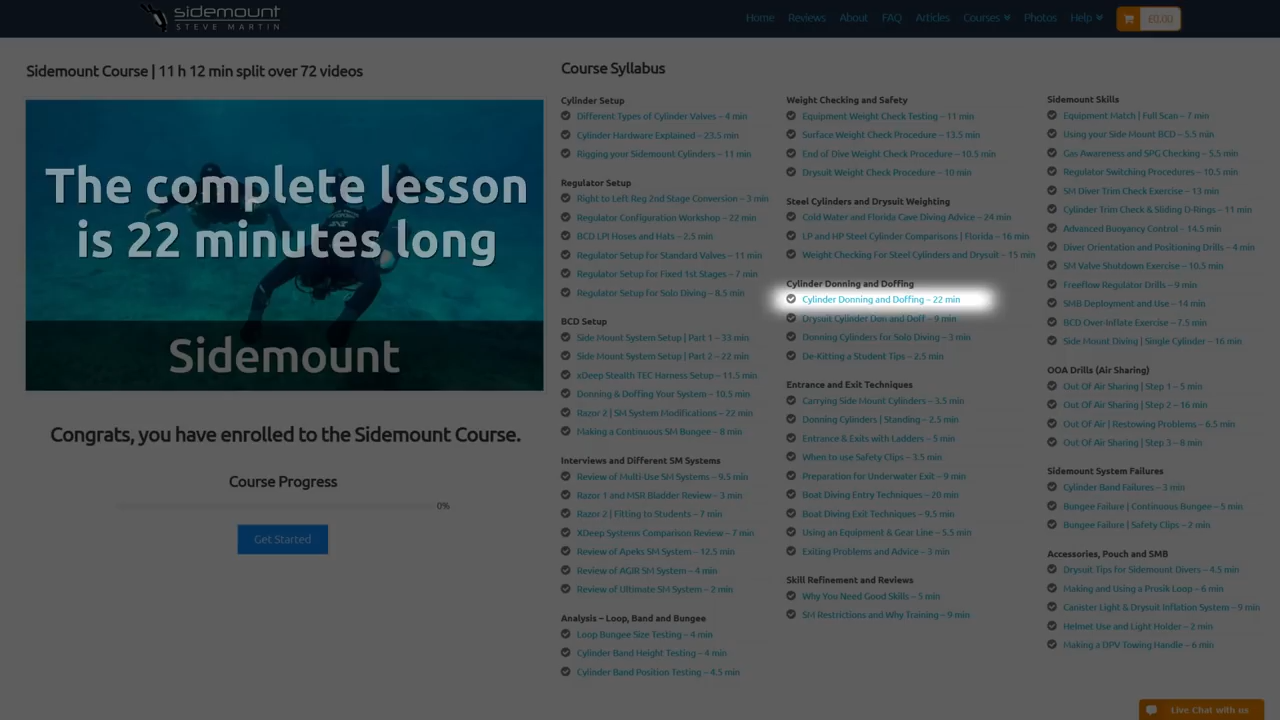 sidemount
STEVE MARTIN
Home Reviews About FAQ Articles Courses Photos Help £0.00
Sidemount Course | 11 h 12 min split over 72 videos
The complete lesson
is 22 minutes long
Sidemount
Congrats, you have enrolled to the Sidemount Course.
Course Progress
0%
Get Started
Course Syllabus
Cylinder Setup
Different Types of Cylinder Valves – 4 min
Cylinder Hardware Explained – 23.5 min
Rigging your Sidemount Cylinders – 11 min
Regulator Setup
Right to Left Reg 2nd Stage Conversion – 3 min
Regulator Configuration Workshop – 22 min
BCD LPI Hoses and Hats – 2.5 min
Regulator Setup for Standard Valves – 11 min
Regulator Setup for Fixed 1st Stages – 7 min
Regulator Setup for Solo Diving – 8.5 min
BCD Setup
Side Mount System Setup | Part 1 – 33 min
Side Mount System Setup | Part 2 – 22 min
xDeep Stealth TEC Harness Setup – 11.5 min
Donning & Doffing Your System – 10.5 min
Razor 2 | SM System Modifications – 22 min
Making a Continuous SM Bungee – 8 min
Interviews and Different SM Systems
Review of Multi-Use SM Systems – 9.5 min
Razor 1 and MSR Bladder Review – 3 min
Razor 2 | Fitting to Students – 7 min
XDeep Systems Comparison Review – 7 min
Review of Apeks SM System – 12.5 min
Review of AGIR SM System – 4 min
Review of Ultimate SM System – 2 min
Analysis – Loop, Band and Bungee
Loop Bungee Size Testing – 4 min
Cylinder Band Height Testing – 4 min
Cylinder Band Position Testing – 4.5 min
Weight Checking and Safety
Equipment Weight Check Testing – 11 min
Surface Weight Check Procedure – 13.5 min
End of Dive Weight Check Procedure – 10.5 min
Drysuit Weight Check Procedure – 10 min
Steel Cylinders and Drysuit Weighting
Cold Water and Florida Cave Diving Advice – 24 min
LP and HP Steel Cylinder Comparisons | Florida – 16 min
Weight Checking For Steel Cylinders and Drysuit – 15 min
Cylinder Donning and Doffing
Cylinder Donning and Doffing – 22 min
Drysuit Cylinder Don and Doff – 9 min
Donning Cylinders for Solo Diving – 3 min
De-Kitting a Student Tips – 2.5 min
Entrance and Exit Techniques
Carrying Side Mount Cylinders – 3.5 min
Donning Cylinders | Standing – 2.5 min
Entrance & Exits with Ladders – 5 min
When to use Safety Clips – 3.5 min
Preparation for Underwater Exit – 9 min
Boat Diving Entry Techniques – 20 min
Boat Dive Exit Techniques – 9.5 min
Using an Equipment & Gear Line – 5.5 min
Exiting Problems and Advice – 3 min
Skill Refinement and Reviews
Why You Need Good Skills – 5 min
SM Restrictions and Why Training – 9 min
Sidemount Skills
Equipment Match | Full Scan – 7 min
Using your Side Mount BCD – 5.5 min
Gas Awareness and SPG Checking – 5.5 min
Regulator Switching Procedures – 10.5 min
SM Diver Trim Check Exercise – 13 min
Cylinder Trim Check & Sliding D-Rings – 11 min
Advanced Buoyancy Control – 14.5 min
Diver Orientation and Positioning Drills – 4 min
SM Valve Shutdown Exercise – 10.5 min
Freeflow Regulator Drills – 9 min
SMB Deployment and Use – 14 min
BCD Over-Inflate Exercise – 7.5 min
Side Mount Diving | Single Cylinder – 16 min
OOA Drills (Air Sharing)
Out Of Air Sharing | Step 1 – 5 min
Out Of Air Sharing | Step 2 – 16 min
Out Of Air | Restowing Problems – 6.5 min
Out Of Air Sharing | Step 3 – 8 min
Sidemount System Failures
Cylinder Band Failures – 3 min
Bungee Failure | Continuous Bungee – 5 min
Bungee Failure | Safety Clips – 2 min
Accessories, Pouch and SMB
Drysuit Tips for Sidemount Divers – 4.5 min
Making and Using a Prusik Loop – 6 min
Canister Light & Drysuit Inflation System – 9 min
Helmet Use and Light Holder – 2 min
Making a DPV Towing Handle – 6 min
Live Chat with us